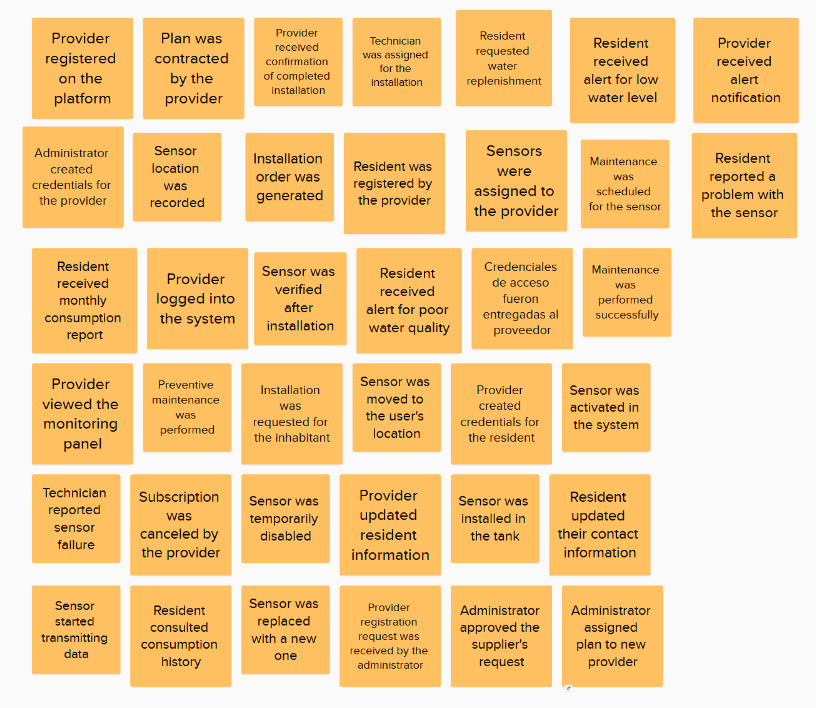 Provider
registered
on the
platform
Plan was
contracted
by the
provider
Provider
received
confirmation
of completed
installation
Technician
was assigned
for the
installation
Resident
requested
water
replenishment
Resident
received
alert for low
water level
Provider
received
alert
notification
Administrator
created
credentials for
the provider
Sensor
location
was
recorded
Installation
order was
generated
Resident was
registered by
the provider
Sensors
were
assigned to
the provider
Maintenance
was
scheduled
for the sensor
Resident
reported a
problem with
the sensor
Resident
received
monthly
consumption
report
Provider
logged into
the system
Sensor was
verified
after
installation
Resident
received
alert for poor
water quality
Credenciales
de acceso
fueron
entregadas al
proveedor
Maintenance
was
performed
successfully
Provider
viewed the
monitoring
panel
Preventive
maintenance
was
performed
Installation
was
requested for
the inhabitant
Sensor was
moved to
the user's
location
Provider
created
credentials for
the resident
Sensor was
activated in
the system
Technician
reported
sensor
failure
Subscription
was
canceled by
the provider
Sensor was
temporarily
disabled
Provider
updated
resident
information
Sensor was
installed in
the tank
Resident
updated
their contact
information
Sensor
started
transmitting
data
Resident
consulted
consumption
history
Sensor was
replaced
with a new
one
Provider
registration
request was
received by the
administrator
Administrator
approved the
supplier's
request
Administrator
assigned
plan to new
provider